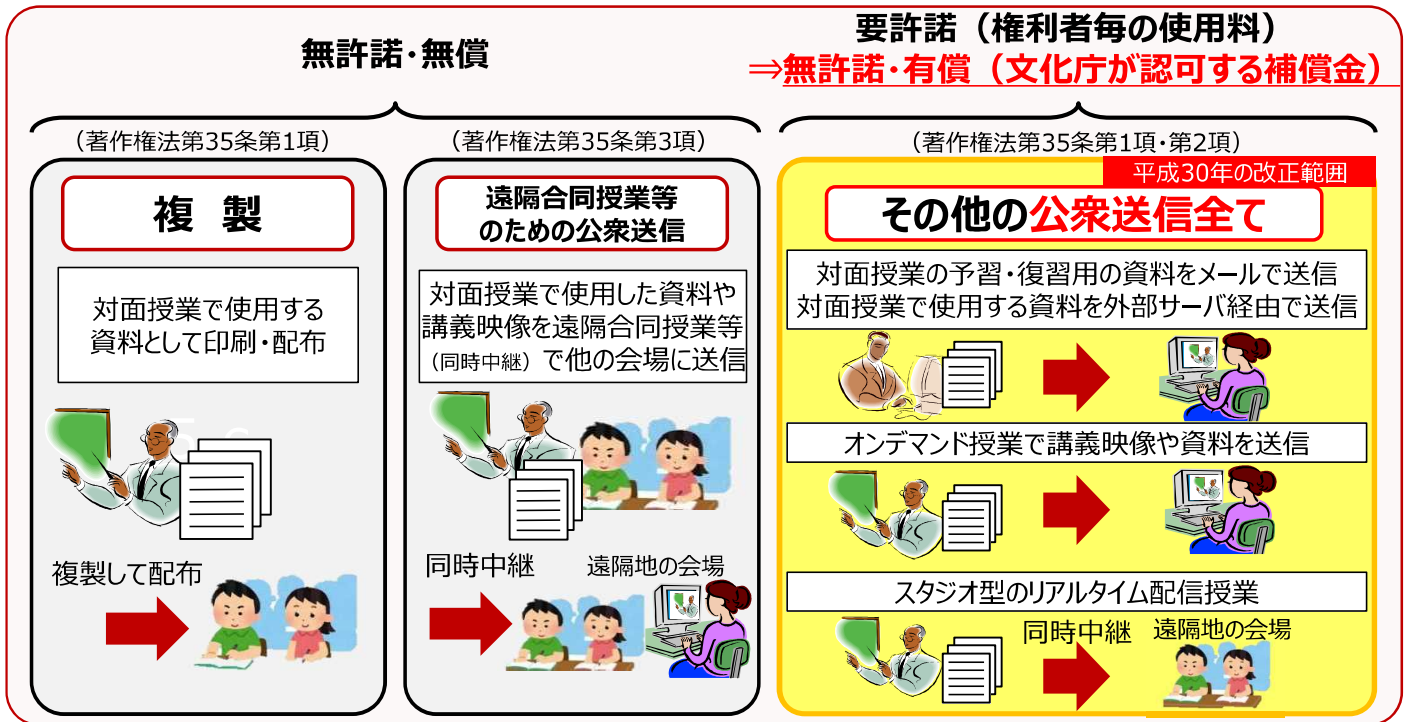 無許諾・無償
要許諾（権利者毎の使用料）
⇒無許諾・有償（文化庁が認可する補償金）
（著作権法第35条第1項）
複 製
対面授業で使用する
資料として印刷・配布
複製して配布
（著作権法第35条第3項）
遠隔合同授業等
のための公衆送信
対面授業で使用した資料や
講義映像を遠隔合同授業等
（同時中継）で他の会場に送信
同時中継
遠隔地の会場
（著作権法第35条第1項・第2項）
平成30年の改正範囲
その他の公衆送信全て
対面授業の予習・復習用の資料をメールで送信
対面授業で使用する資料を外部サーバ経由で送信
オンデマンド授業で講義映像や資料を送信
スタジオ型のリアルタイム配信授業
同時中継
遠隔地の会場